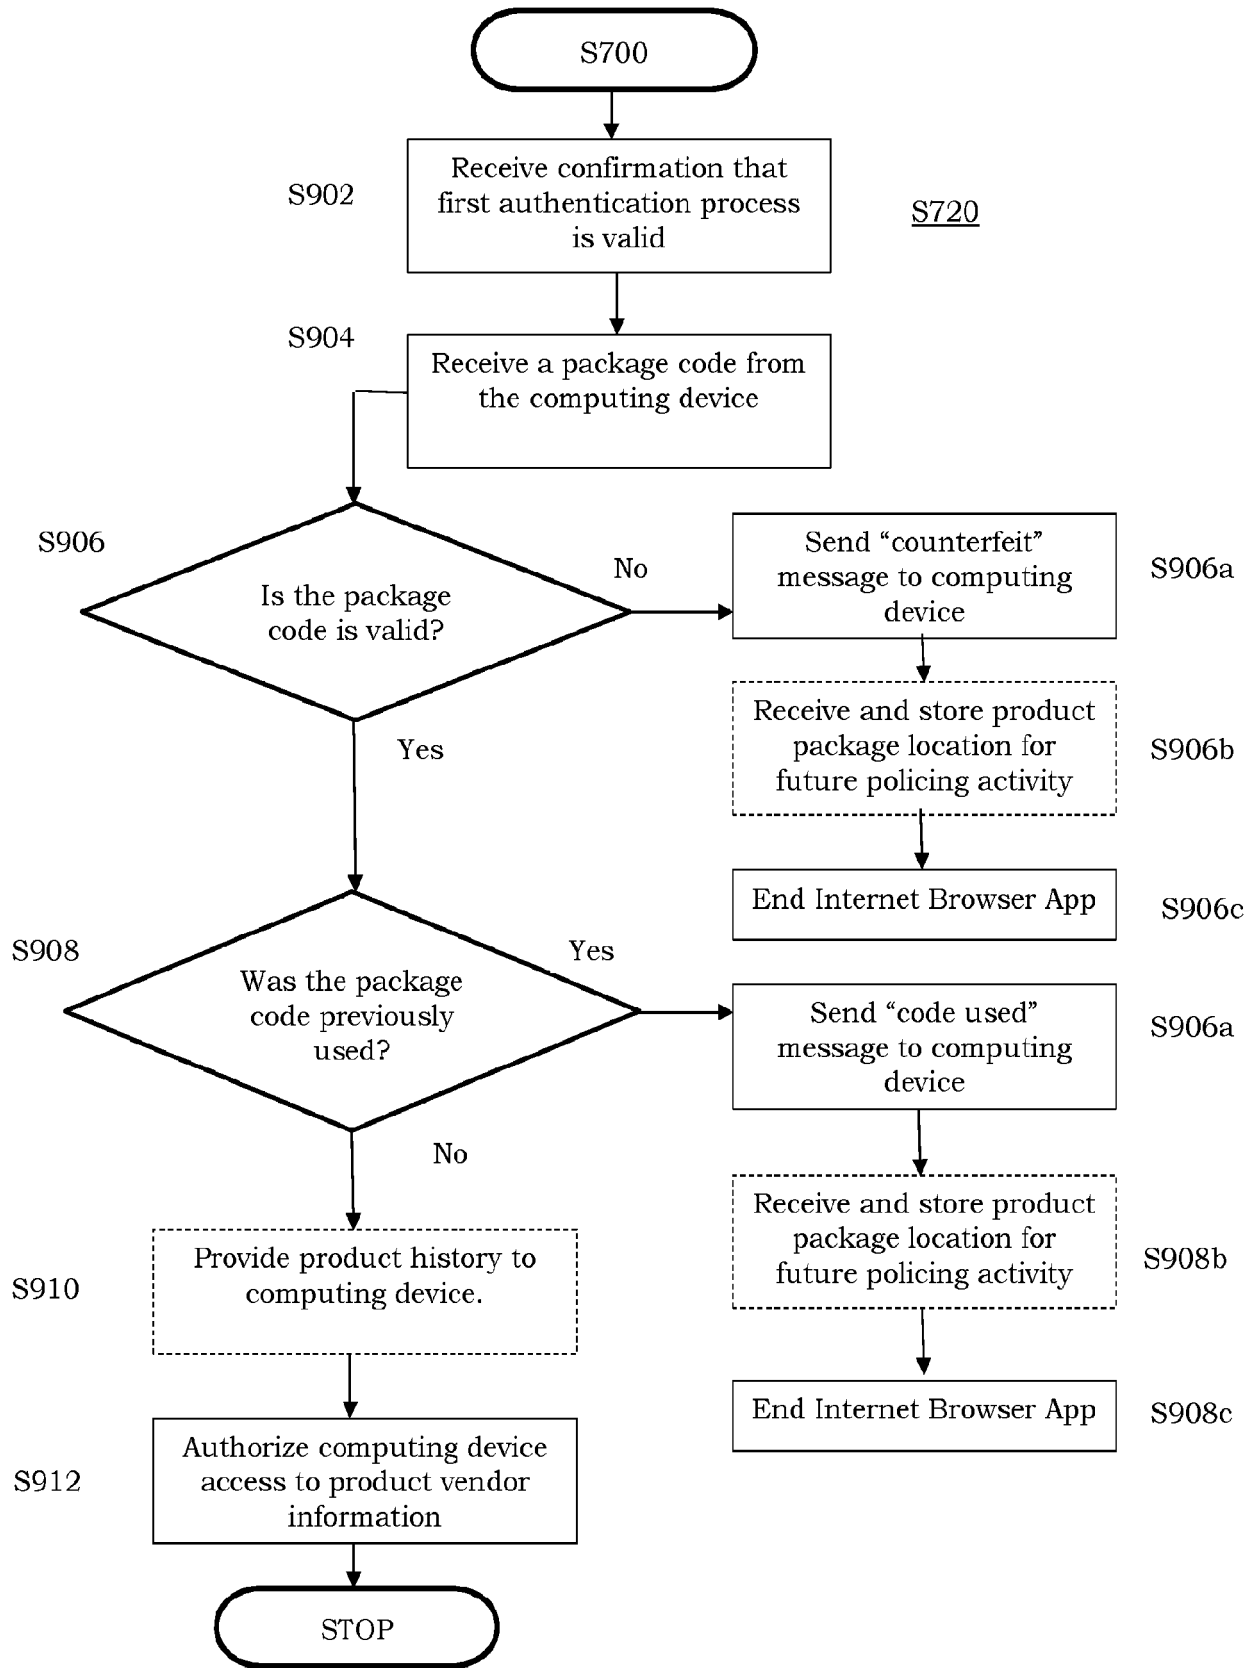 S700
S902
Receive confirmation that
first authentication process
is valid
S720
S904
Receive a package code from
the computing device
S906
Is the package
code is valid?
No
Send “counterfeit”
message to computing
device
S906a
Yes
Receive and store product
package location for
future policing activity
S906b
End Internet Browser App
S906c
S908
Was the package
code previously
used?
Yes
Send “code used”
message to computing
device
S906a
No
Receive and store product
package location for
future policing activity
S908b
S910
Provide product history to
computing device.
End Internet Browser App
S908c
S912
Authorize computing device
access to product vendor
information
STOP